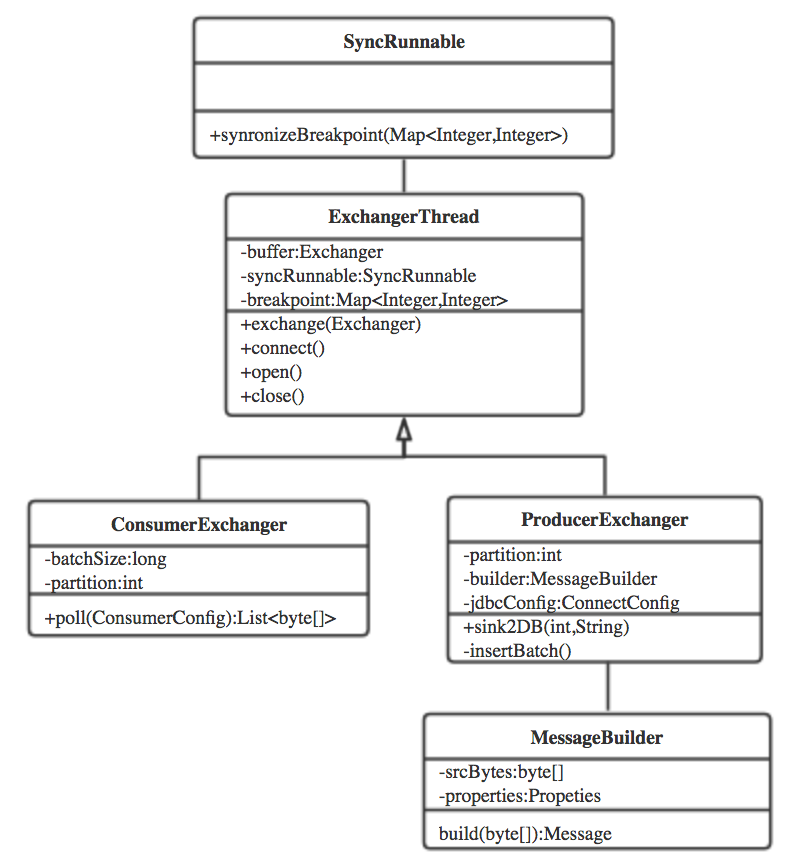 SyncRunnable
+synronizeBreakpoint(Map<Integer,Integer>)
ExchangerThread
-buffer:Exchanger
-syncRunnable:SyncRunnable
-breakpoint:Map<Integer,Integer>
+exchange(Exchanger)
+connect()
+open()
+close()
ConsumerExchanger
-batchSize:long
-partition:int
+poll(ConsumerConfig):List<byte[]>
ProducerExchanger
-partition:int
-builder:MessageBuilder
-jdbcConfig:ConnectConfig
+sink2DB(int,String)
-insertBatch()
MessageBuilder
-srcBytes:byte[]
-properties:Propeties
build(byte[]):Message